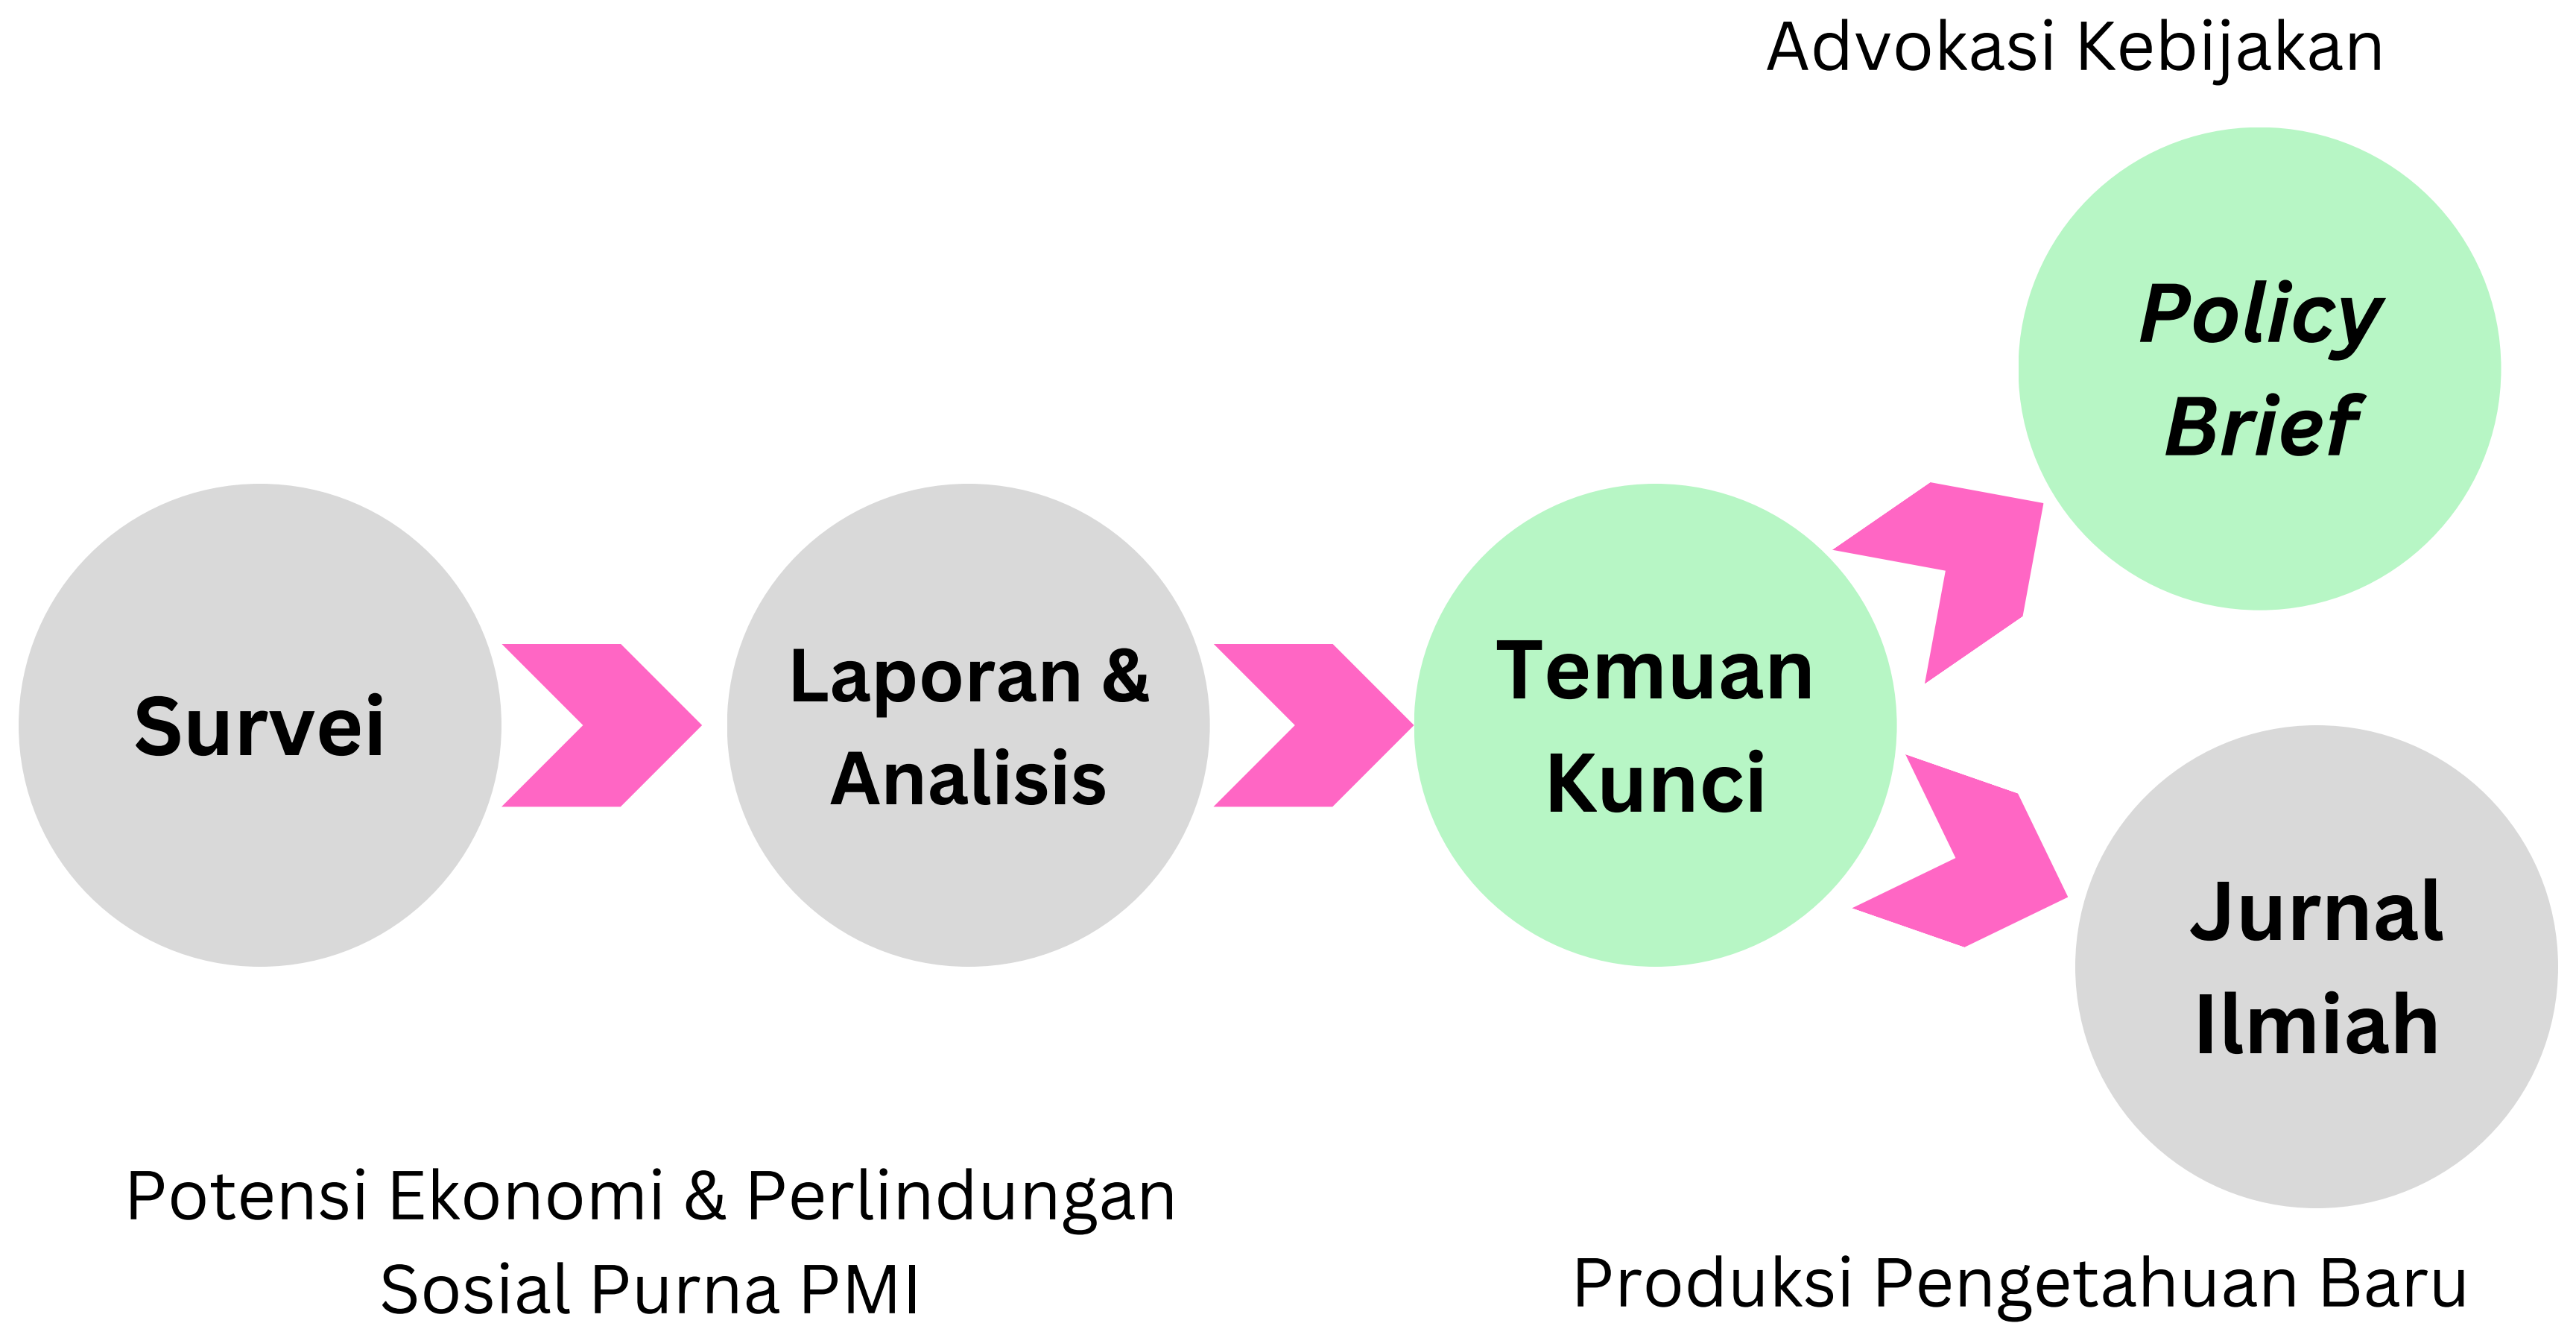 Advokasi Kebijakan
Policy
Brief
Survei
Laporan &
Analisis
Temuan
Kunci
Jurnal
Ilmiah
Potensi Ekonomi & Perlindungan
Sosial Purna PMI
Produksi Pengetahuan Baru